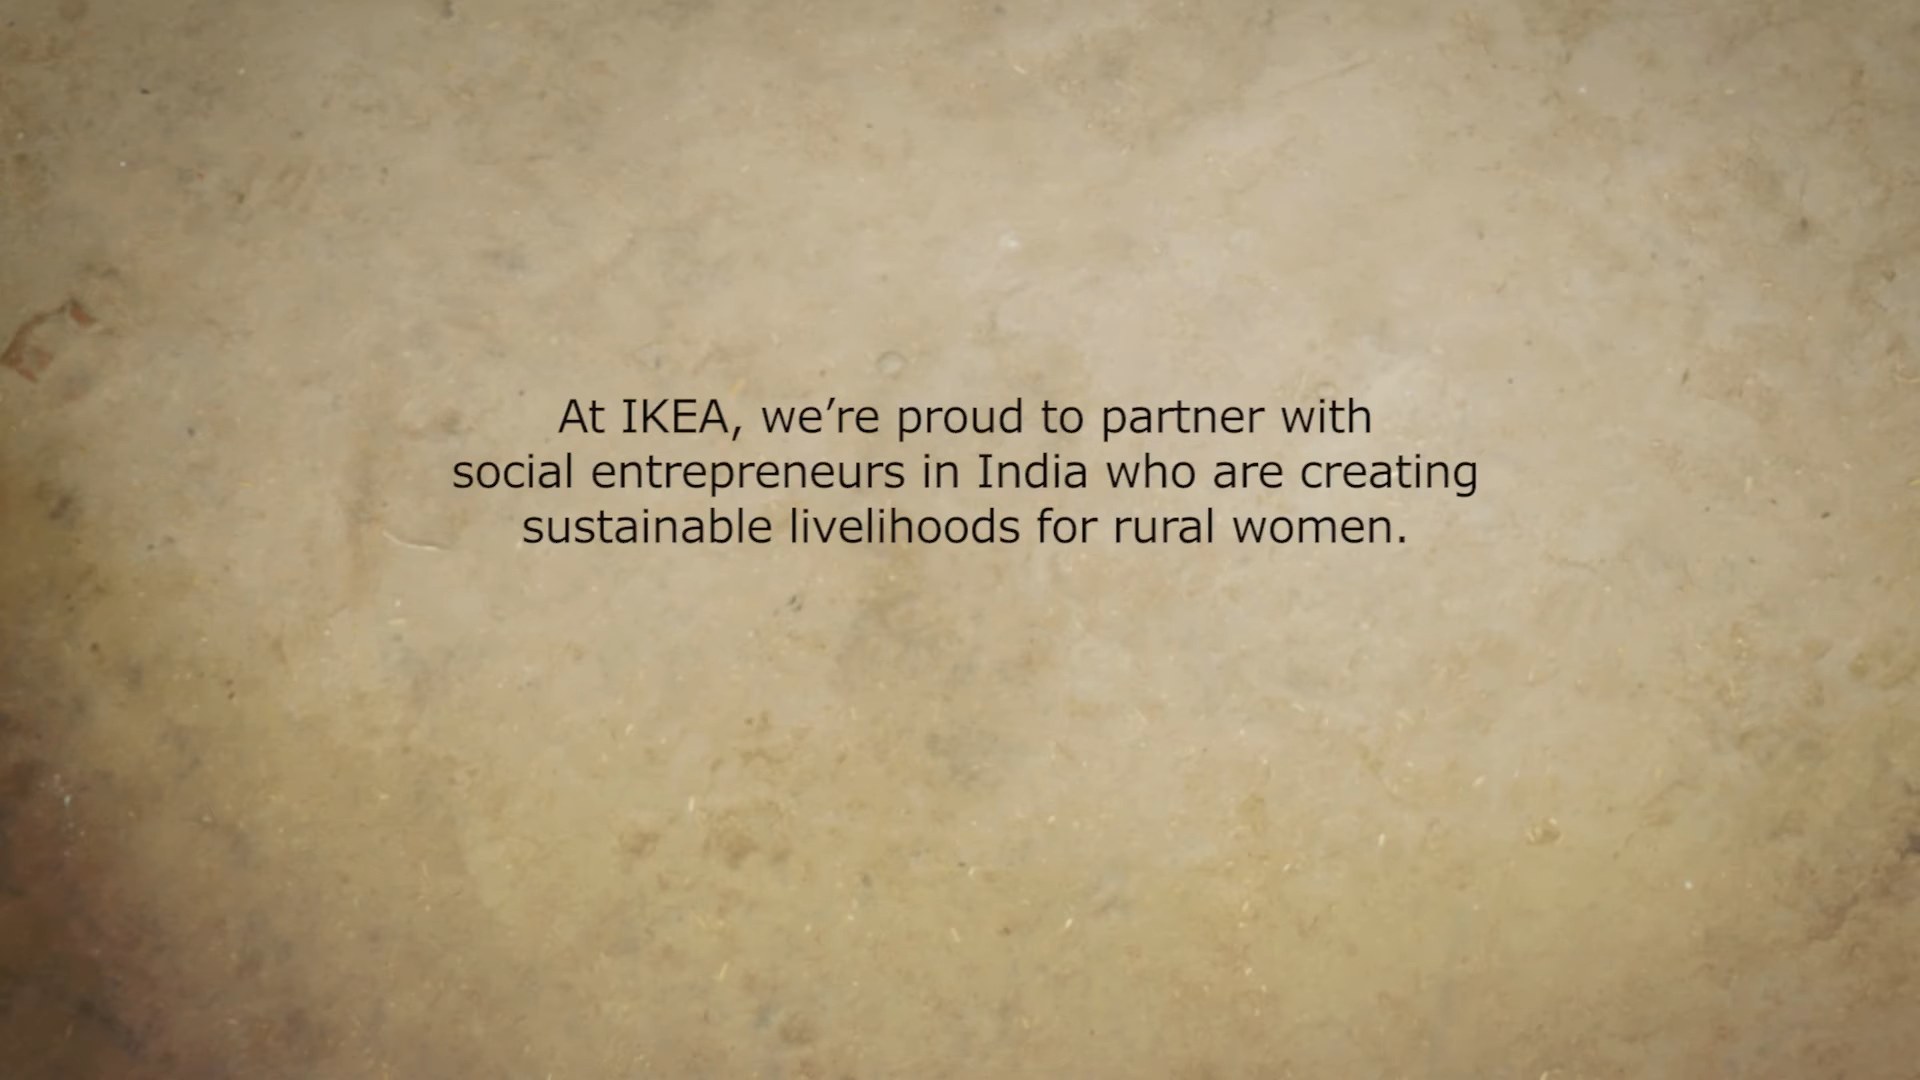 At IKEA, we’re proud to partner with
social entrepreneurs in India who are creating
sustainable livelihoods for rural women.